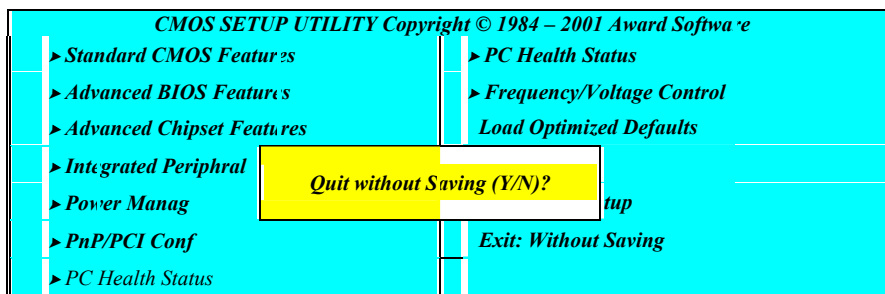 CMOS SETUP UTILITY Copyright © 1984 – 2001 Award Software
➤ Standard CMOS Features
➤ Advanced BIOS Features
➤ Advanced Chipset Features
➤ Integrated Periphral
➤ Power Manag
➤ PnP/PCI Conf
➤ PC Health Status
➤ PC Health Status
➤ Frequency/Voltage Control
Load Optimized Defaults
tup
Exit: Without Saving
Quit without Saving (Y/N)?